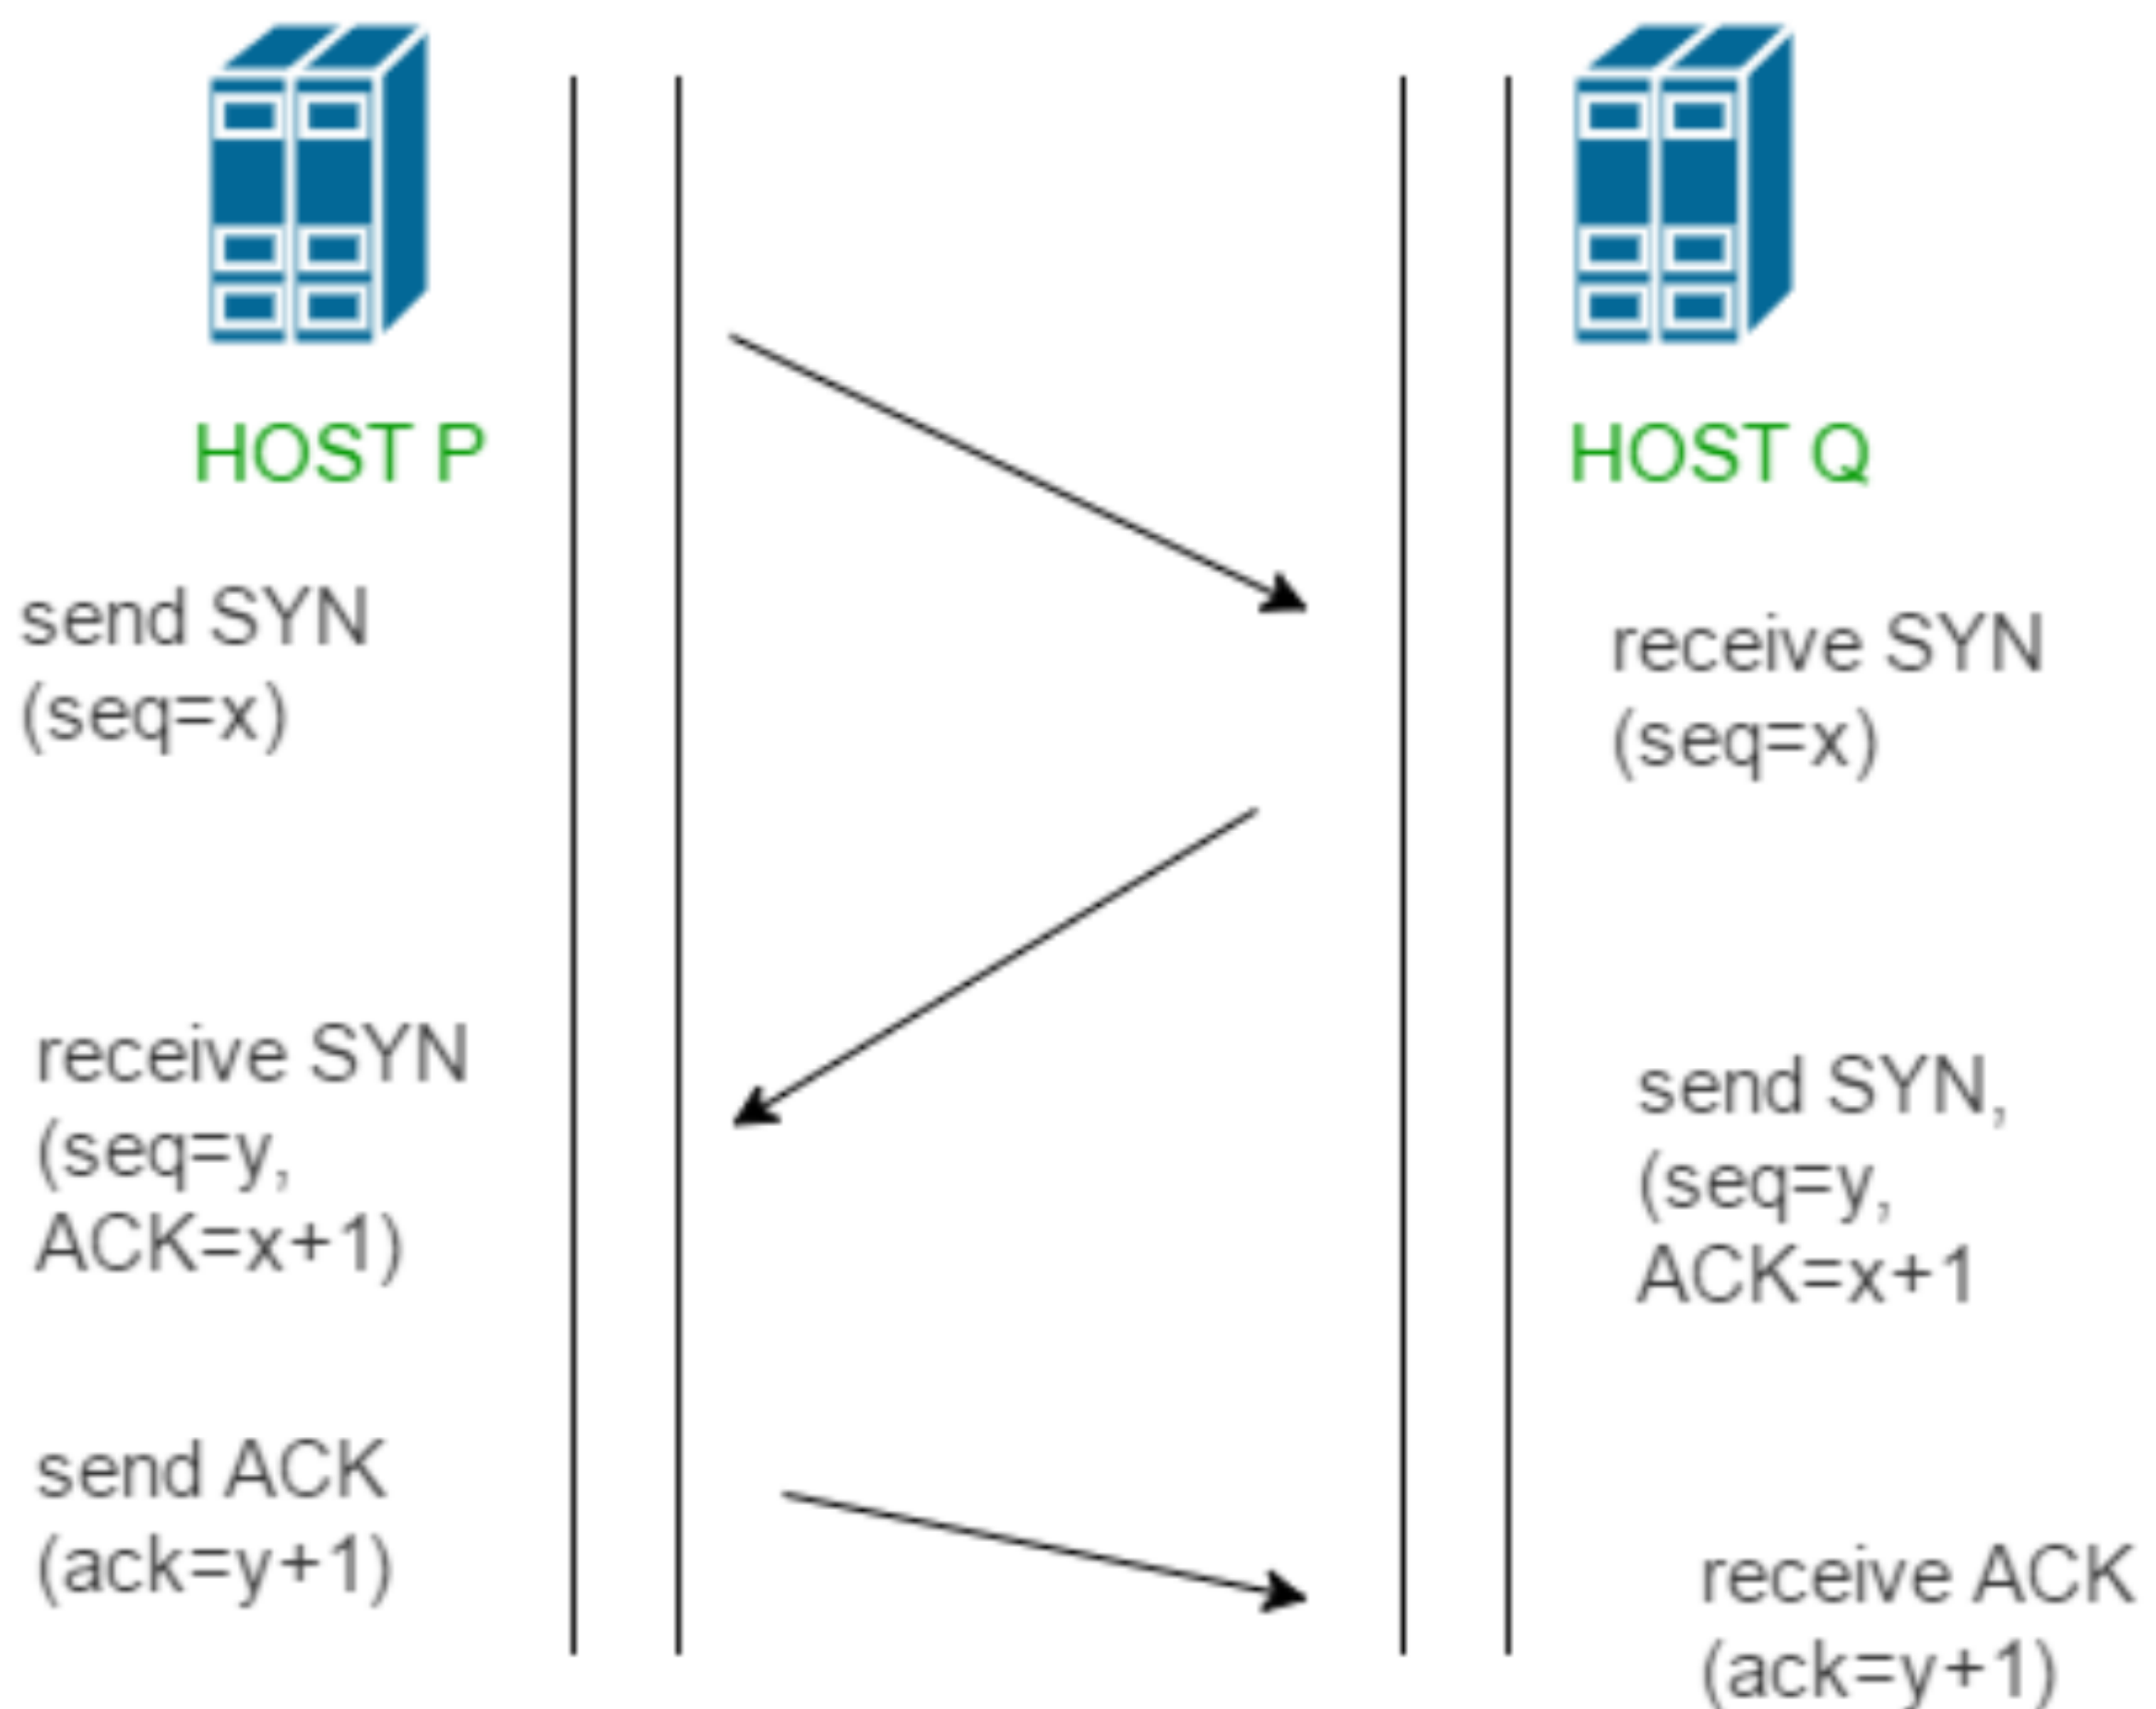 HOST P
HOST Q
send SYN
(seq=x)
receive SYN
(seq=x)
receive SYN
(seq=y,
ACK=x+1)
send SYN,
(seq=y,
ACK=x+1
send ACK
(ack=y+1)
receive ACK
(ack=y+1)